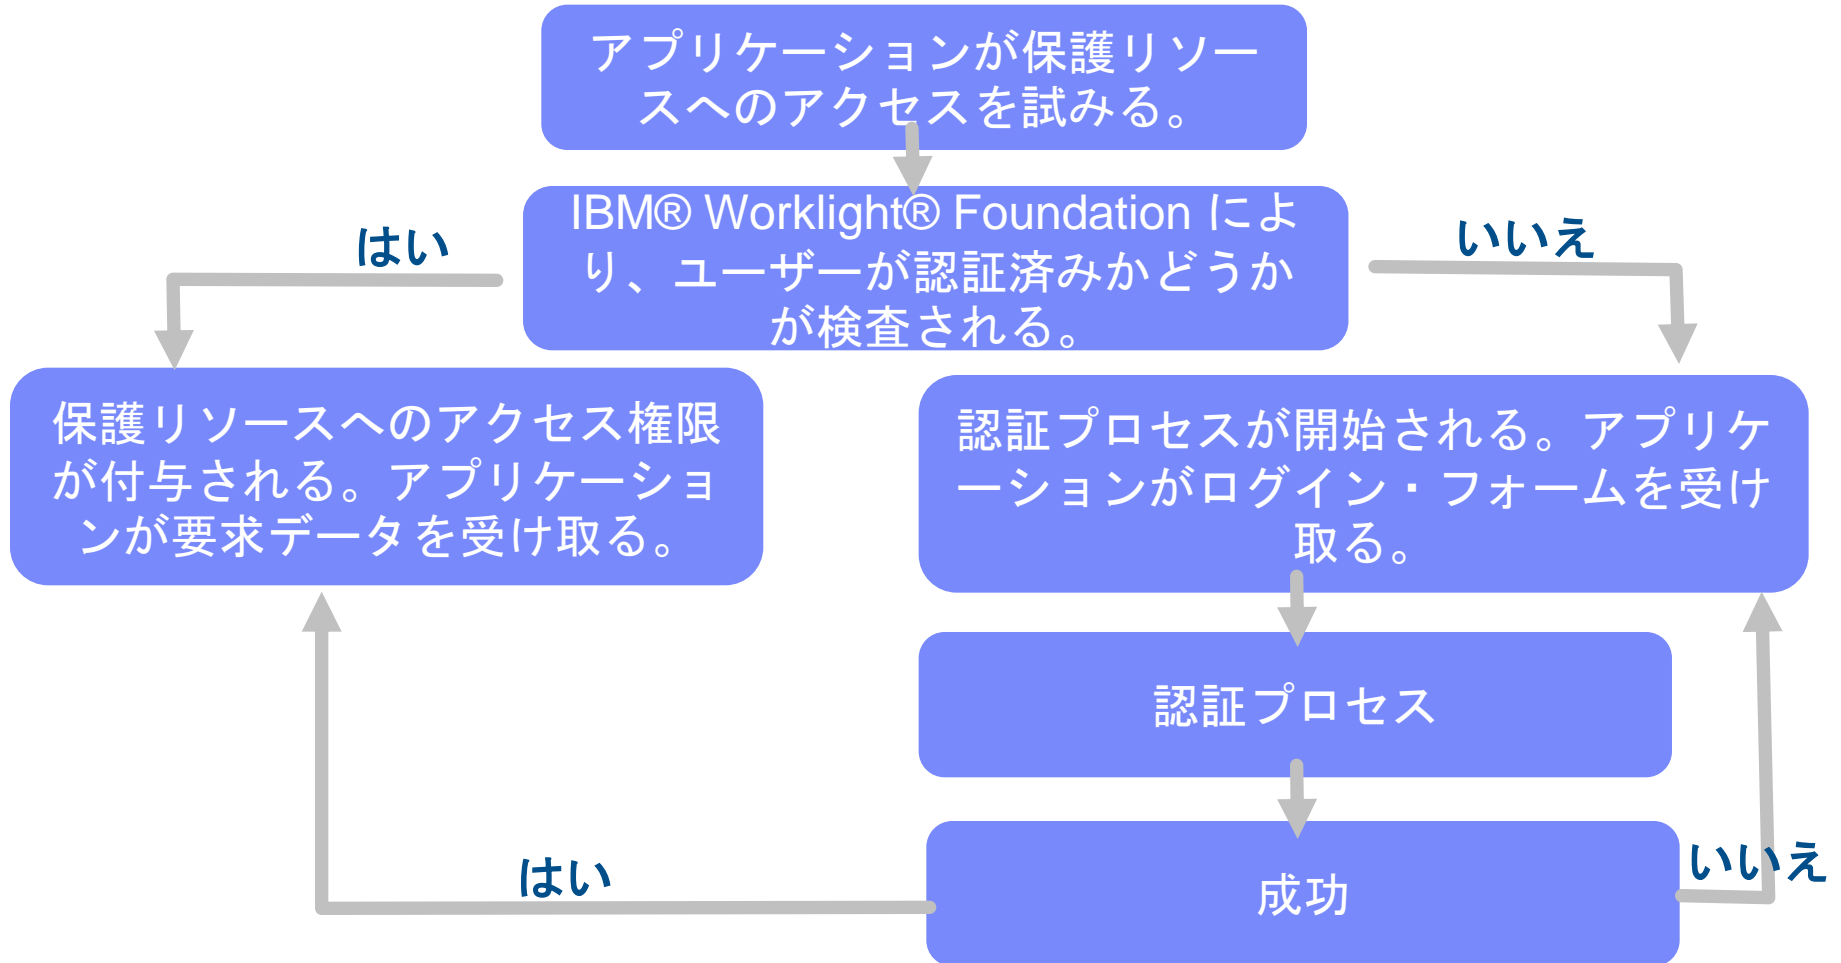 アプリケーションが保護リソー
スへのアクセスを試みる。
IBM® Worklight® Foundation によ
り、ユーザーが認証済みかどうか
が検査される。
はい
いいえ
保護リソースへのアクセス権限
が付与される。アプリケーショ
ンが要求データを受け取る。
認証プロセスが開始される。アプリケ
ーションがログイン・フォームを受け
取る。
認証プロセス
はい
成功
いいえ